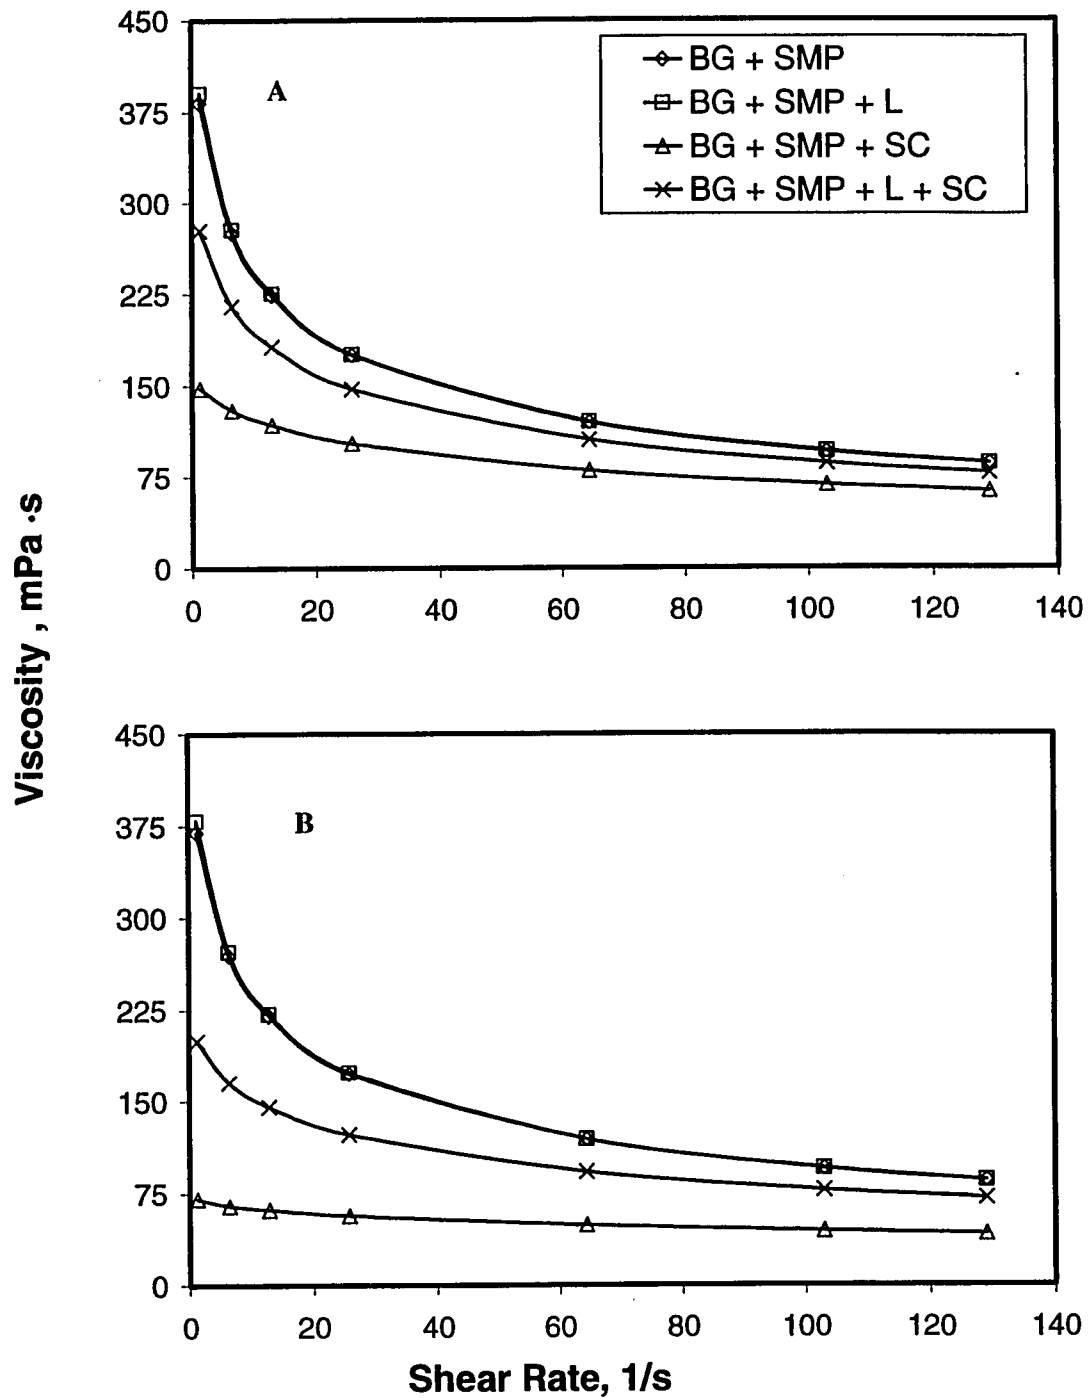 450
375
300
225
150
75
0
A
BG + SMP
BG + SMP + L
BG + SMP + SC
BG + SMP + L + SC
0 20 40 60 80 100 120 140
Viscosity , mPa ·s
450
375
300
225
150
75
0
B
0 20 40 60 80 100 120 140
Shear Rate, 1/s